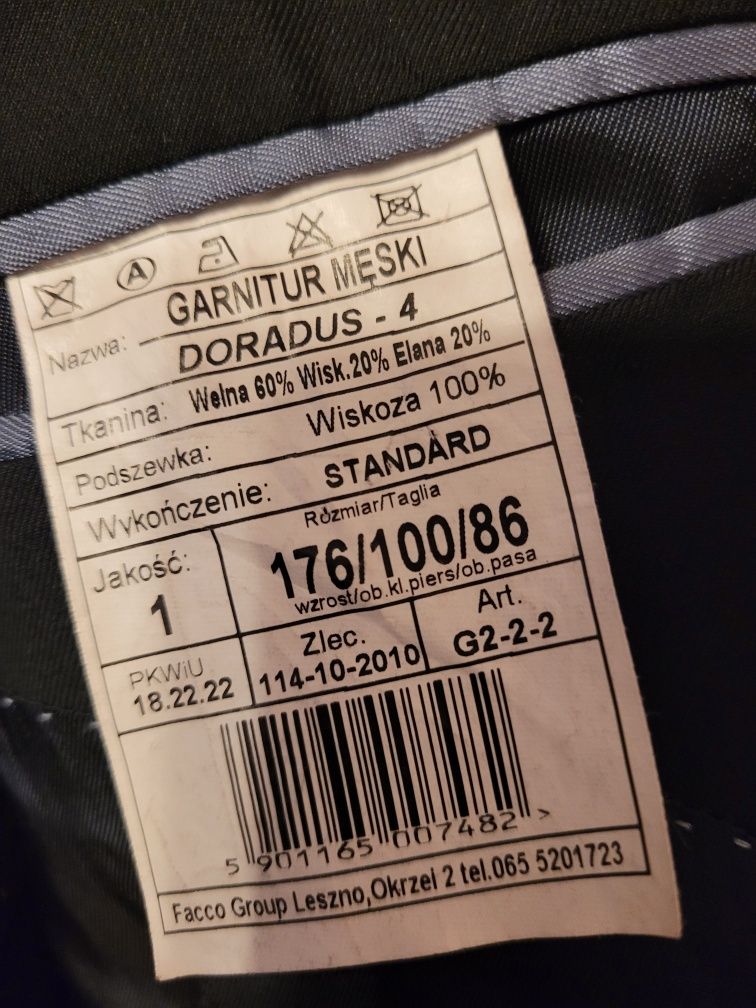 A
Nazwa: GARNITUR MĘSKI
DORADUS - 4
Tkanina: Wełna 60% Wisk.20% Elana 20%
Podszewka: Wiskoza 100%
Wykończenie: STANDARD
Jakość: 1
Rozmiar/Taglia
176/100/86
wzrost/ob.kl.piers/ob.pasa
PKWiU
18.22.22
Zlec.
114-10-2010
Art.
G2-2-2
5 901165 007482 >
Facco Group Leszno,Okrzei 2 tel.065 5201723